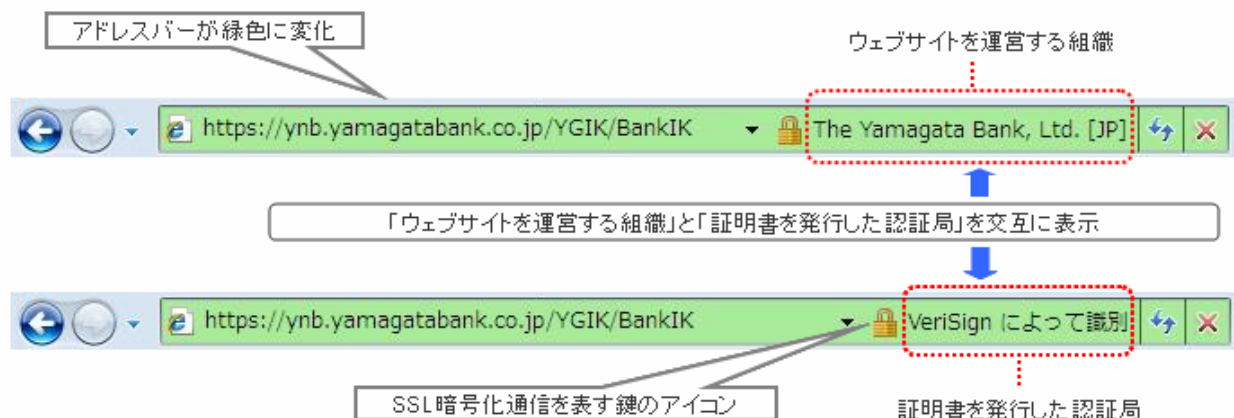 アドレスバーが緑色に変化
ウェブサイトを運営する組織
https://ynb.yamagatabank.co.jp/YGIK/BankIK
The Yamagata Bank, Ltd. [JP]
「ウェブサイトを運営する組織」と「証明書を発行した認証局」を交互に表示
https://ynb.yamagatabank.co.jp/YGIK/BankIK
VeriSign によって識別
SSL暗号化通信を表す鍵のアイコン
証明書を発行した認証局